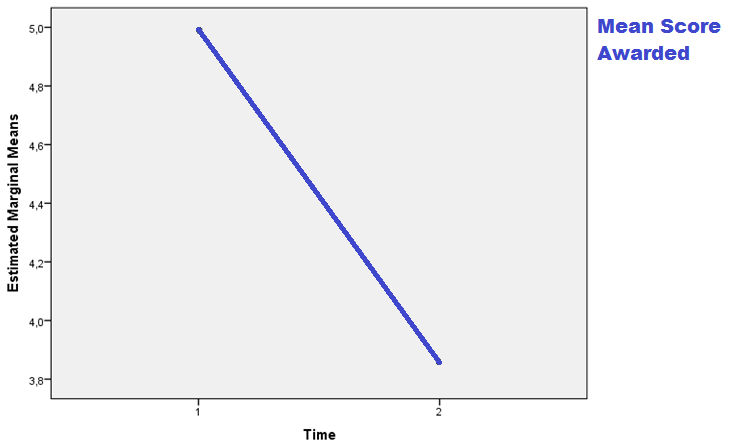 Mean Score
Awarded
Estimated Marginal Means
5,0
4,8
4,6
4,4
4,2
4,0
3,8
1
2
Time